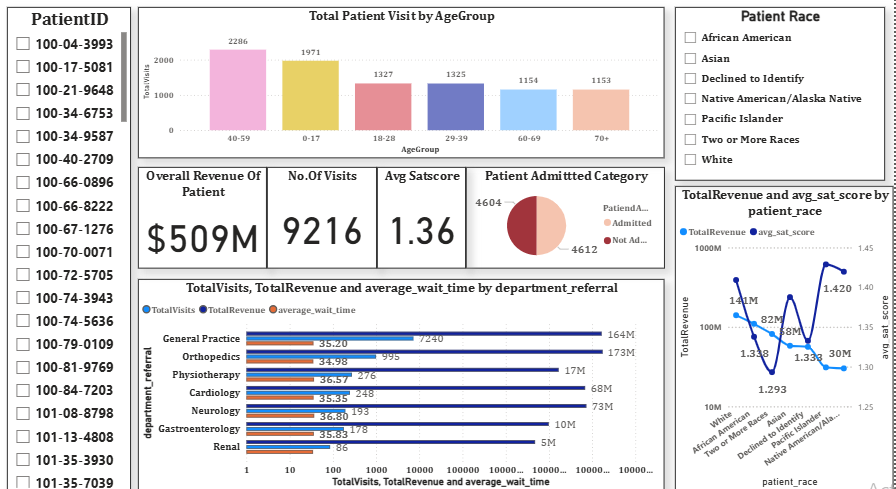 PatientID
100-04-3993
100-17-5081
100-21-9648
100-34-6753
100-34-9587
100-40-2709
100-66-0896
100-66-8222
100-67-1276
100-70-0071
100-72-5705
100-74-3943
100-74-5636
100-79-0109
100-81-9769
100-84-7203
101-08-8798
101-13-4808
101-35-3930
101-35-7039
Total Patient Visit by AgeGroup
TotalVisits
2000
1000
0
2286
1971
1327
1325
1154
1153
40-59
0-17
18-28
29-39
60-69
70+
AgeGroup
Overall Revenue Of
Patient
$509M
No.Of Visits
9216
Avg Satscore
1.36
Patient Admittted Category
4604
4612
PatiendA...
Admitted
Not Ad...
TotalVisits, TotalRevenue and average_wait_time by department_referral
TotalVisits
TotalRevenue
average_wait_time
department_referral
General Practice
164M
7240
35.20
Orthopedics
173M
995
34.98
Physiotherapy
17M
276
36.57
Cardiology
68M
248
35.35
Neurology
73M
193
36.80
Gastroenterology
10M
178
35.83
Renal
5M
86
1
10
100
1000
10000
100000
10000...
10000...
10000...
TotalVisits, TotalRevenue and average_wait_time
Patient Race
African American
Asian
Declined to Identify
Native American/Alaska Native
Pacific Islander
Two or More Races
White
TotalRevenue and avg_sat_score by
patient_race
TotalRevenue
avg_sat_score
TotalRevenue
1000M
100M
10M
141M
82M
58M
30M
1.338
1.293
1.333
1.420
1.45
1.40
1.35
1.30
1.25
avg_sat_score
White
African American
Two or More Races
Asian
Declined to Identify
Pacific Islander
Native American/Ala...
patient_race